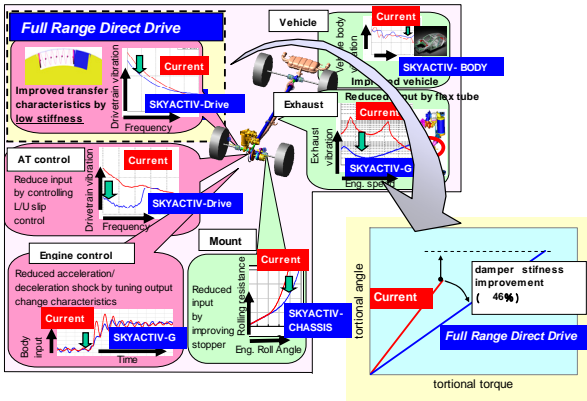 Full Range Direct Drive
Drivetrain vibration
Current
SKYACTIV-Drive
Improved transfer
characteristics by
low stiffness
Frequency
Vehicle
Vehicle body
vibration
Current
SKYACTIV- BODY
Improved vehicle
Exhaust
Reduced input by flex tube
Exhaust
vibration
Current
SKYACTIV-G
Eng. speed
AT control
Reduce input
by controlling
L/U slip
control
Drivetrain vibration
Current
SKYACTIV-Drive
Frequency
Engine control
Reduced acceleration/
deceleration shock by tuning output
change characteristics
Body
input
Current
SKYACTIV-G
Time
Mount
Reduced
input
by
improving
stopper
Rolling resistance
Current
SKYACTIV-
CHASSIS
Eng. Roll Angle
tortional angle
Current
damper stifness
improvement
( 46%)
Full Range Direct Drive
tortional torque